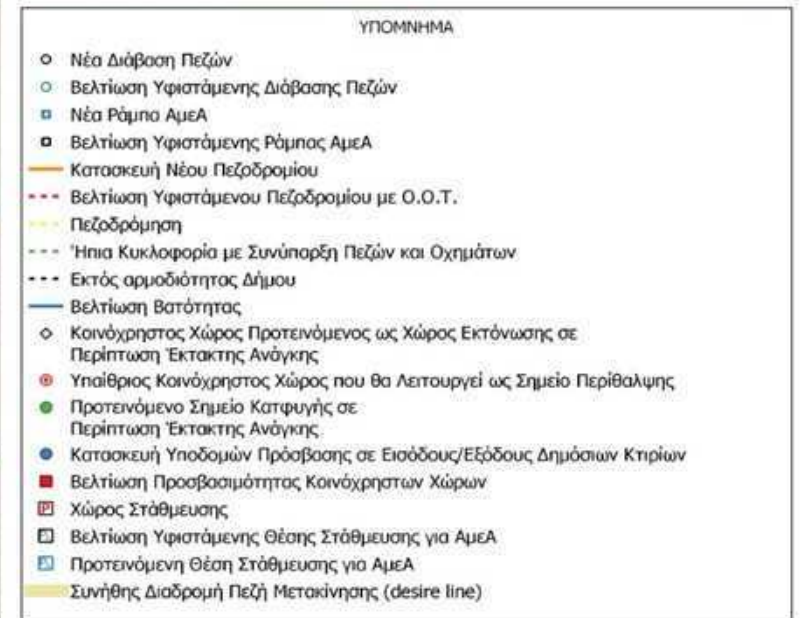 ΥΠΟΜΝΗΜΑ
Νέα Διάβαση Πεζών
Βελτίωση Υφιστάμενης Διάβασης Πεζών
Νέα Ράμπα ΑμεΑ
Βελτίωση Υφιστάμενης Ράμπας ΑμεΑ
Κατασκευή Νέου Πεζοδρομίου
Βελτίωση Υφιστάμενου Πεζοδρομίου με Ο.Ο.Τ.
Πεζοδρόμηση
Ήπια Κυκλοφορία με Συνύπαρξη Πεζών και Οχημάτων
Εκτός αρμοδιότητας Δήμου
Βελτίωση Βατότητας
Κοινόχρηστος Χώρος Προτεινόμενος ως Χώρος Εκτόνωσης σε
Περίπτωση Έκτακτης Ανάγκης
Υπαίθριος Κοινόχρηστος Χώρος που θα Λειτουργεί ως Σημείο Περίθαλψης
Προτεινόμενο Σημείο Κατφυγής σε
Περίπτωση Έκτακτης Ανάγκης
Κατασκευή Υποδομών Πρόσβασης σε Εισόδους/Εξόδους Δημόσιων Κτιρίων
Βελτίωση Προσβασιμότητας Κοινόχρηστων Χώρων
P Χώρος Στάθμευσης
Βελτίωση Υφιστάμενης Θέσης Στάθμευσης για ΑμεΑ
Προτεινόμενη Θέση Στάθμευσης για ΑμεΑ
Συνήθης Διαδρομή Πεζή Μετακίνησης (desire line)